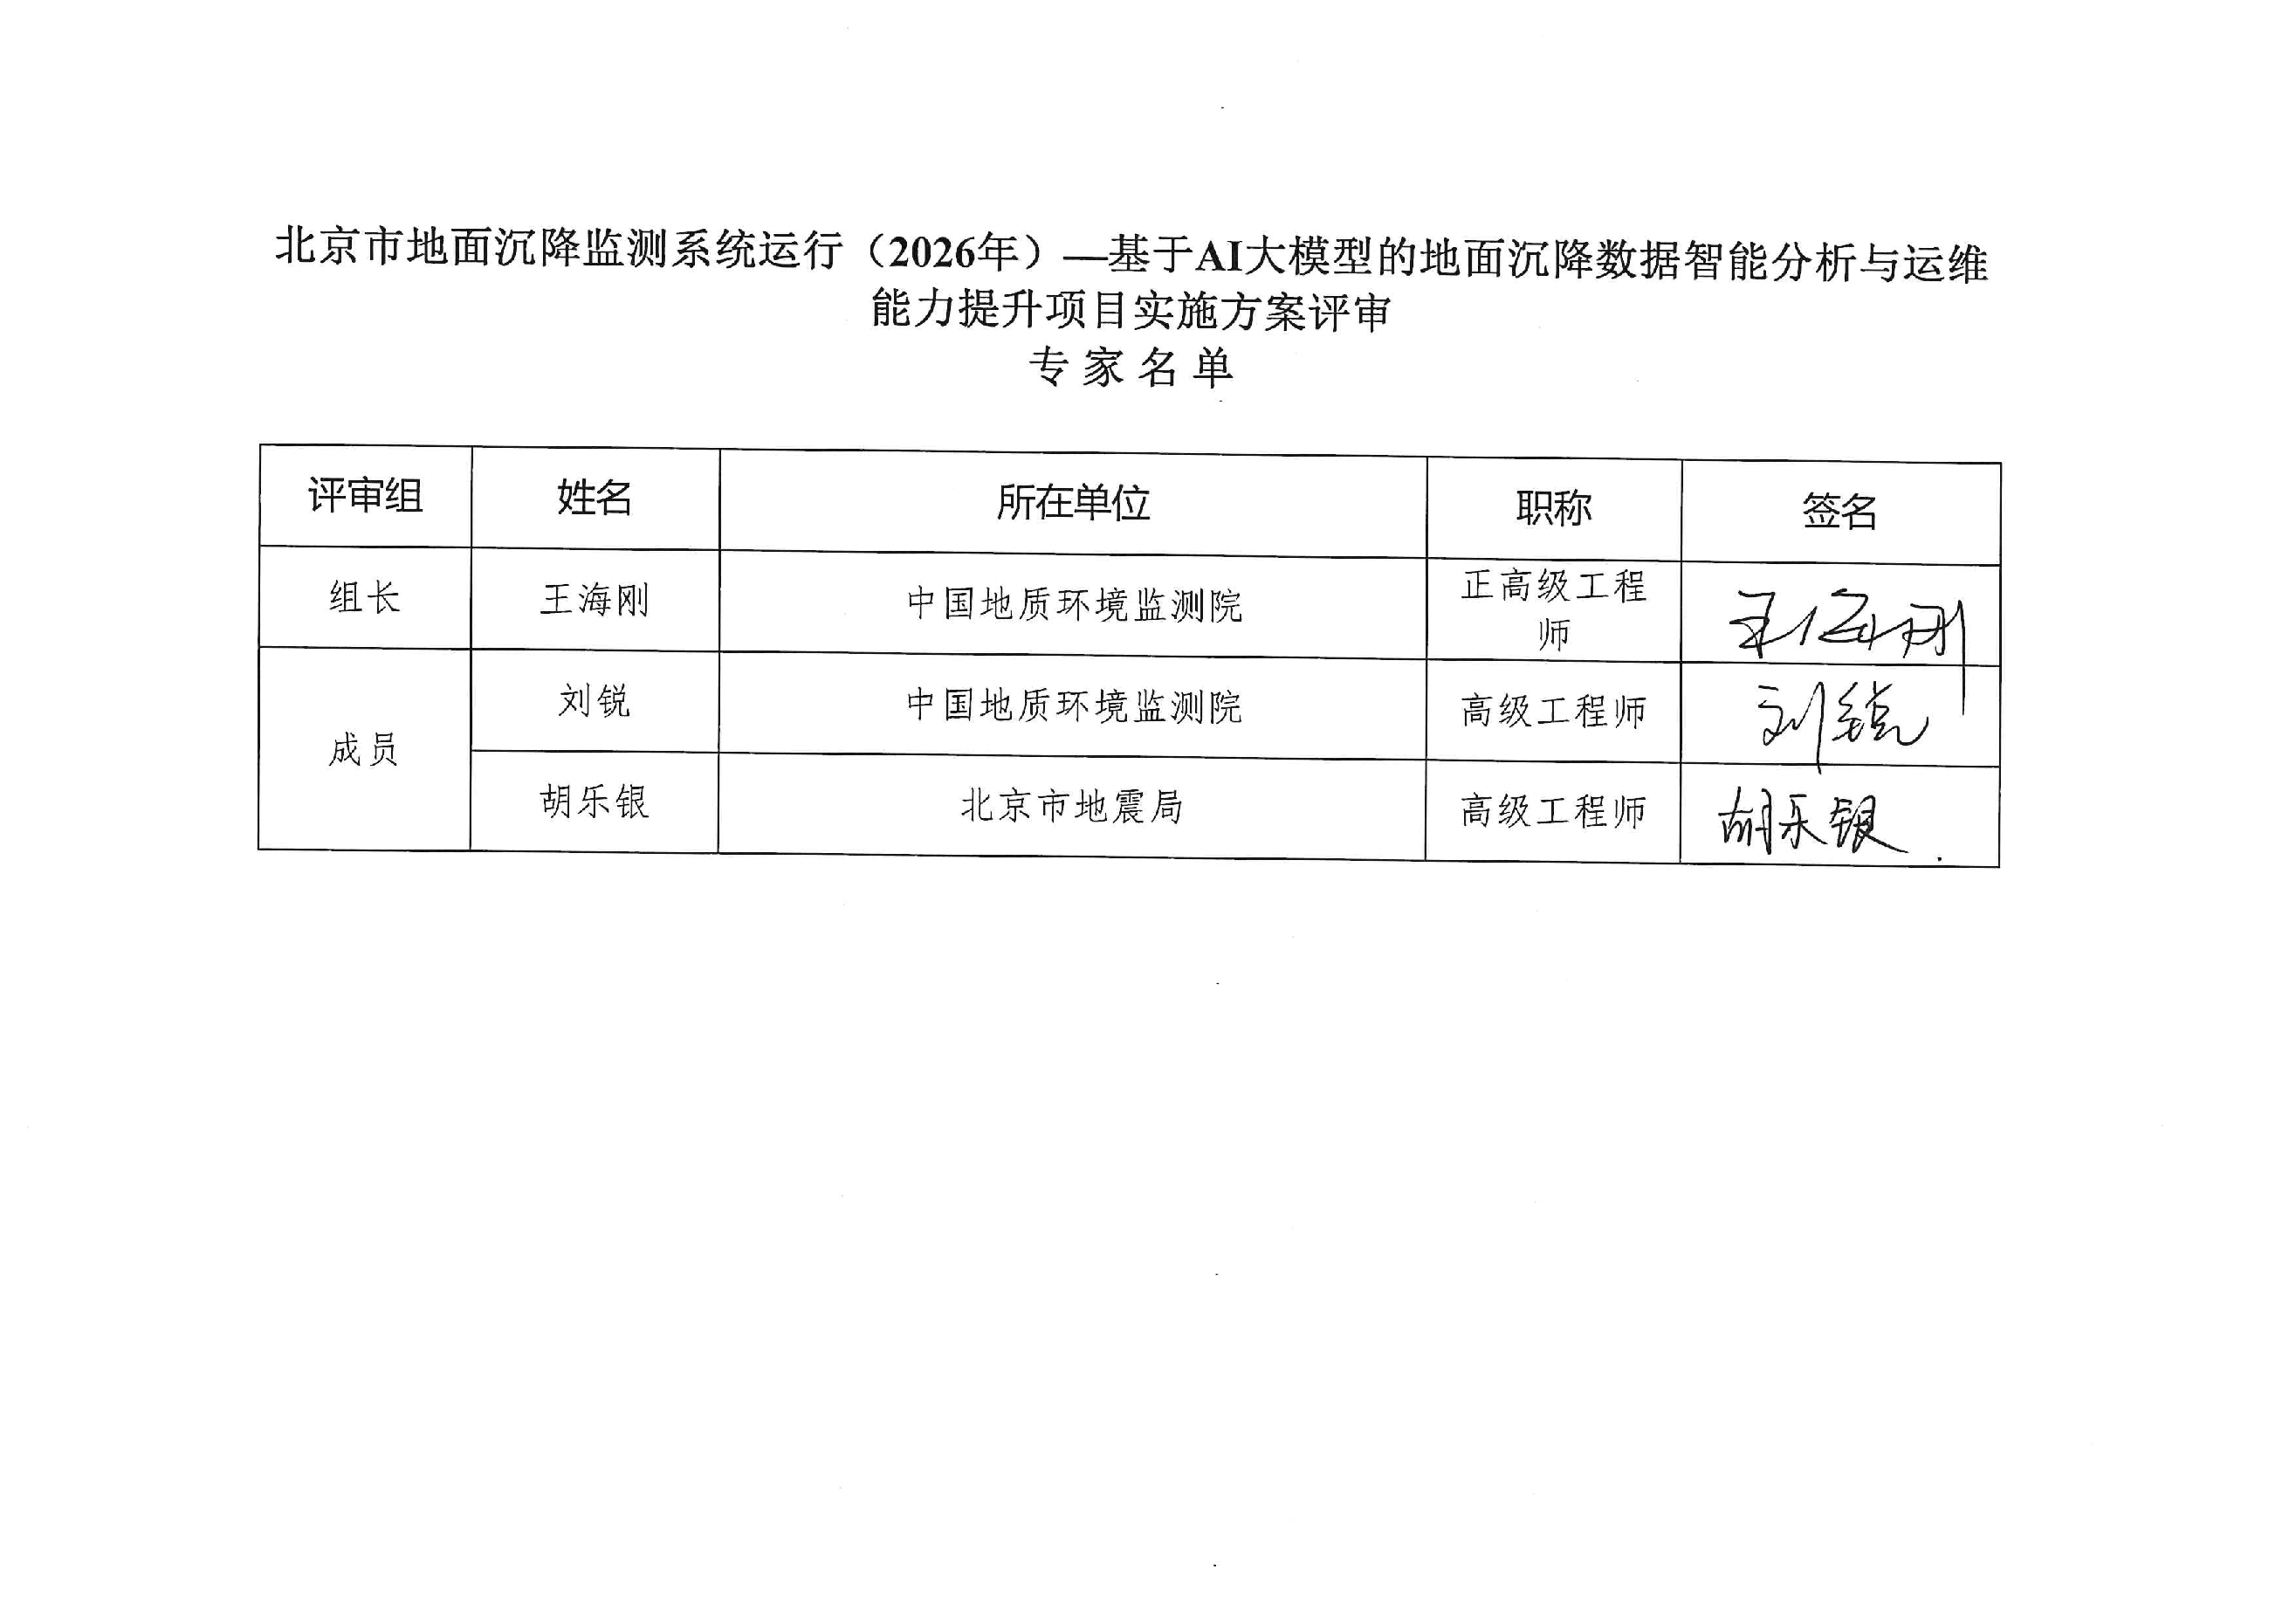 北京市地面沉降监测系统运行（2026年）—基于AI大模型的地面沉降数据智能分析与运维
能力提升项目实施方案评审
专家名单
评审组 姓名 所在单位 职称 签名
组长 王海刚 中国地质环境监测院 正高级工程师 王海刚
成员 刘锐 中国地质环境监测院 高级工程师 刘锐
胡乐银 北京市地震局 高级工程师 胡乐银